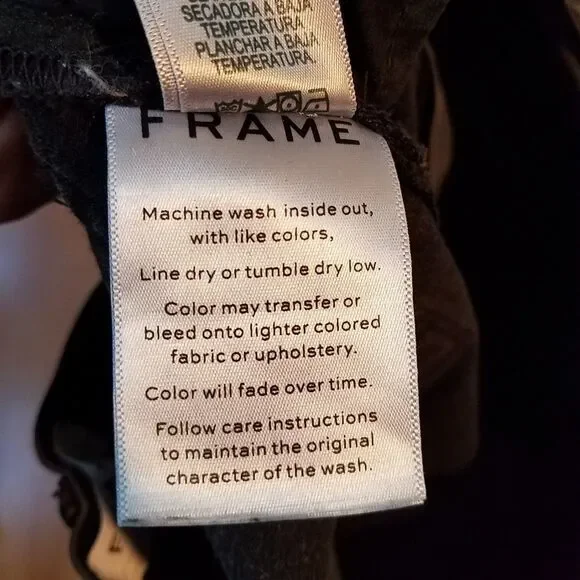 SECADORA A BAJA
TEMPERATURA.
PLANCHAR A BAJA
TEMPERATURA.
FRAME
Machine wash inside out,
with like colors,
Line dry or tumble dry low.
Color may transfer or
bleed onto lighter colored
fabric or upholstery.
Color will fade over time.
Follow care instructions
to maintain the original
character of the wash.